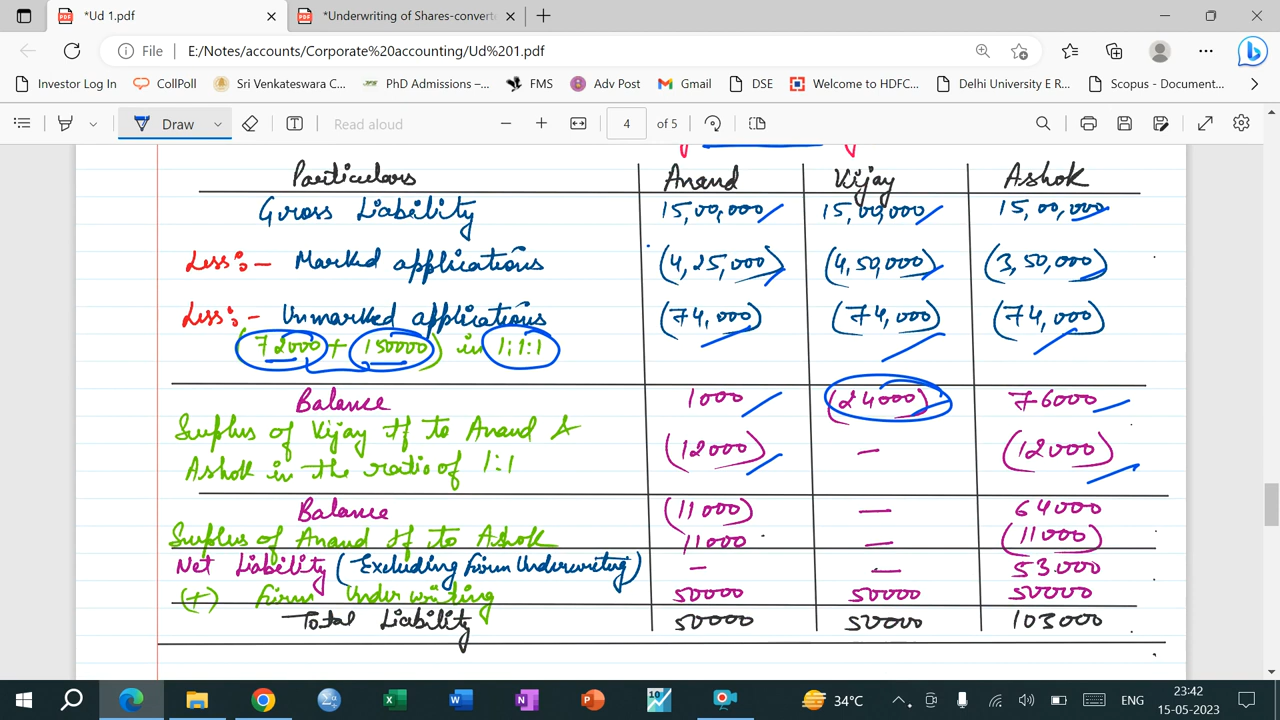 *Ud 1.pdf
*Underwriting of Shares-converte
File
E:/Notes/accounts/Corporate%20accounting/Ud%201.pdf
Investor Log In
CollPoll
Sri Venkateswara C...
PhD Admissions –...
FMS
Adv Post
Gmail
DSE
Welcome to HDFC...
Delhi University E R...
Scopus - Document...
Draw
Read aloud
4 of 5
Particulars Anand Vijay Ashok
Gross Liability 15,00,000 15,00,000 15,00,000
Less:- Marked applications (4,25,000) (4,50,000) (3,50,000)
Less:- Unmarked applications (74,000) (74,000) (74,000)
(72000 + 150000) in 1:1:1
Balance 1000 (24000) 76000
Surplus of Vijay tf to Anand &
Ashok in the ratio of 1:1 (12000) — (12000)
Balance (11000) — 64000
Surplus of Anand tf to Ashok 11000 — (11000)
Net Liability (Excluding Firm Underwriting) — — 53000
(+) Firm Underwriting 50000 50000 50000
Total Liability 50000 50000 103000
34°C
ENG
23:42
15-05-2023